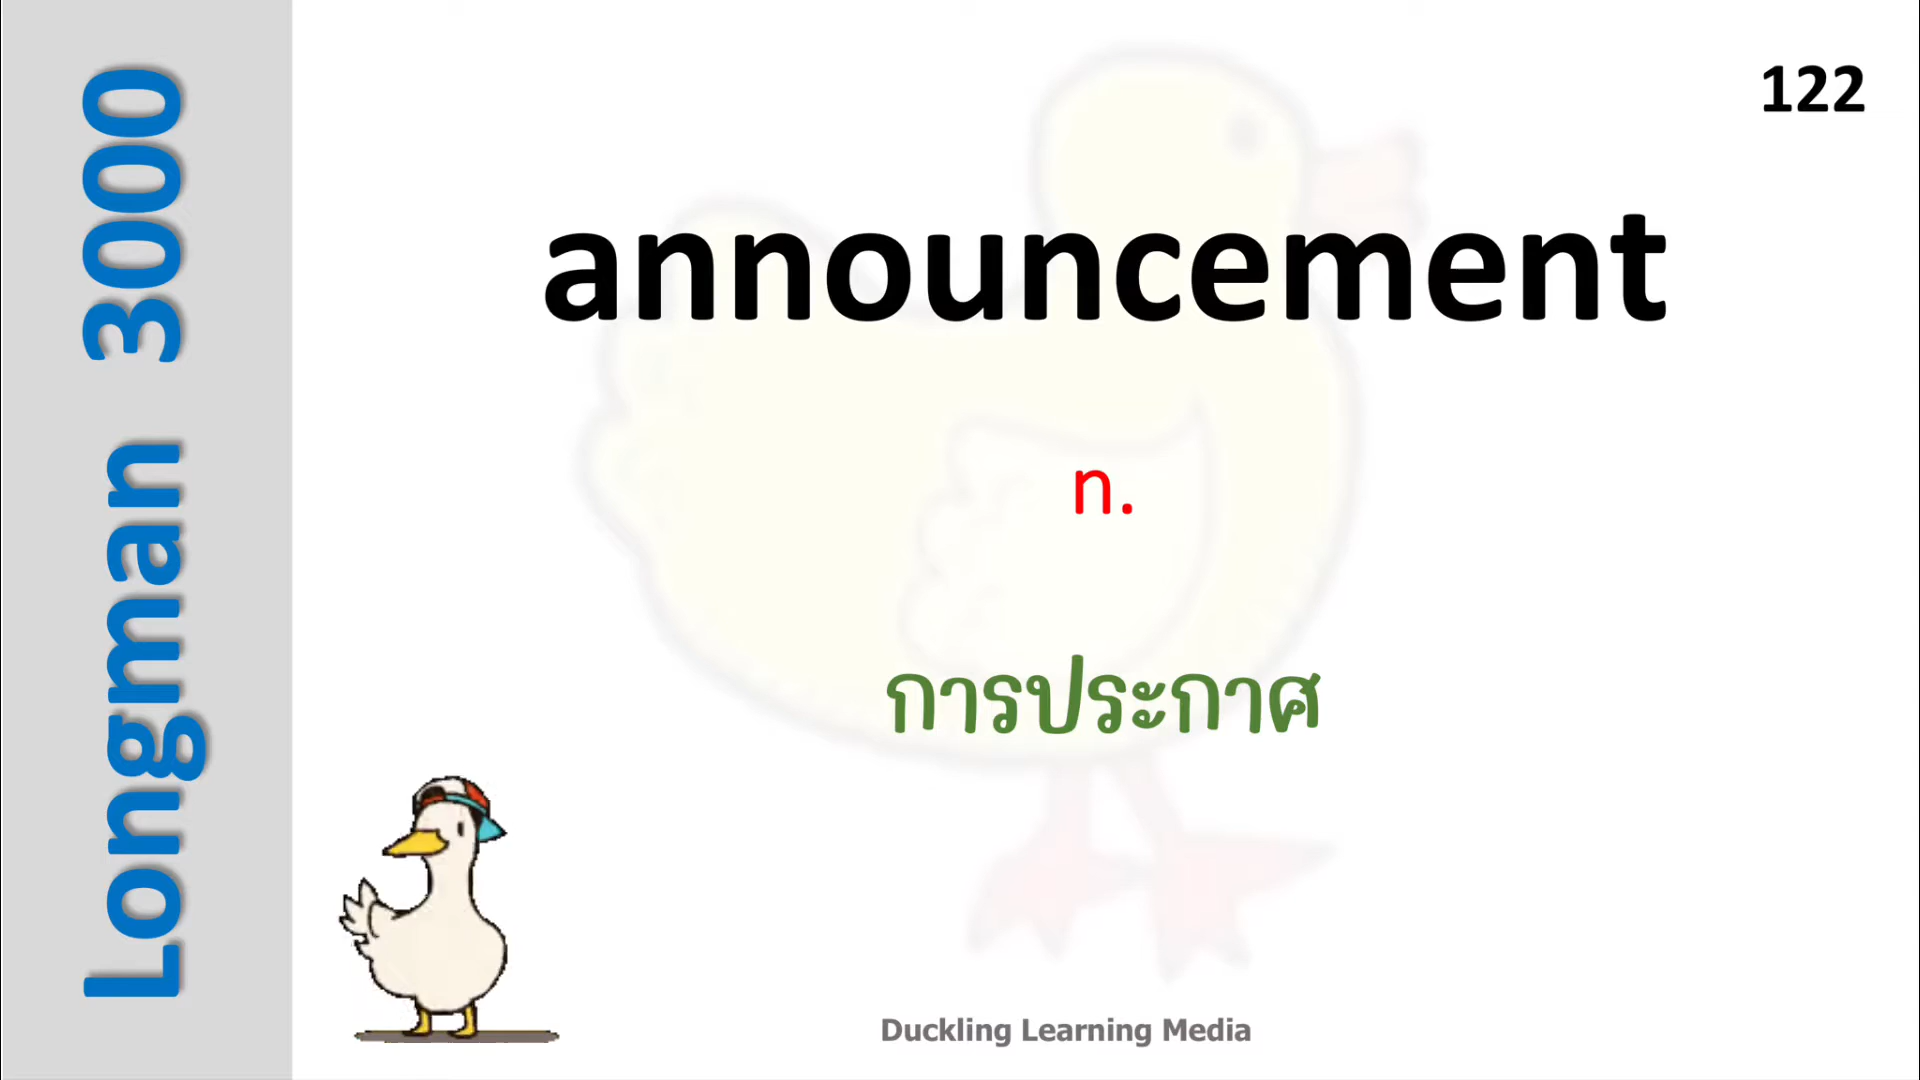 Longman 3000
122
announcement
n.
การประกาศ
Duckling Learning Media